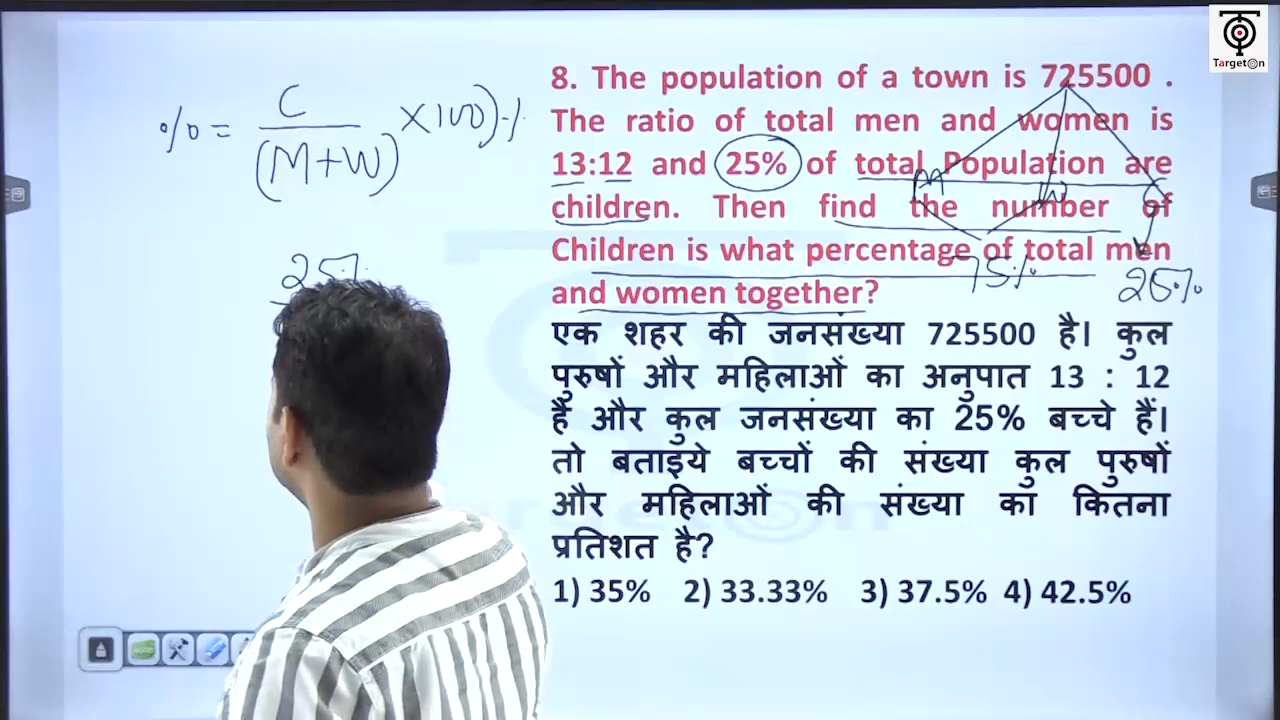 TargetOn
8. The population of a town is 725500 .
The ratio of total men and women is
13:12 and 25% of total Population are
children. Then find the number of
Children is what percentage of total men
and women together?
एक शहर की जनसंख्या 725500 है। कुल
पुरुषों और महिलाओं का अनुपात 13 : 12
है और कुल जनसंख्या का 25% बच्चे हैं।
तो बताइये बच्चों की संख्या कुल पुरुषों
और महिलाओं की संख्या का कितना
प्रतिशत है?
1) 35% 2) 33.33% 3) 37.5% 4) 42.5%
% = C / (M+W) ×100)%
25%
M W C
75% 25%